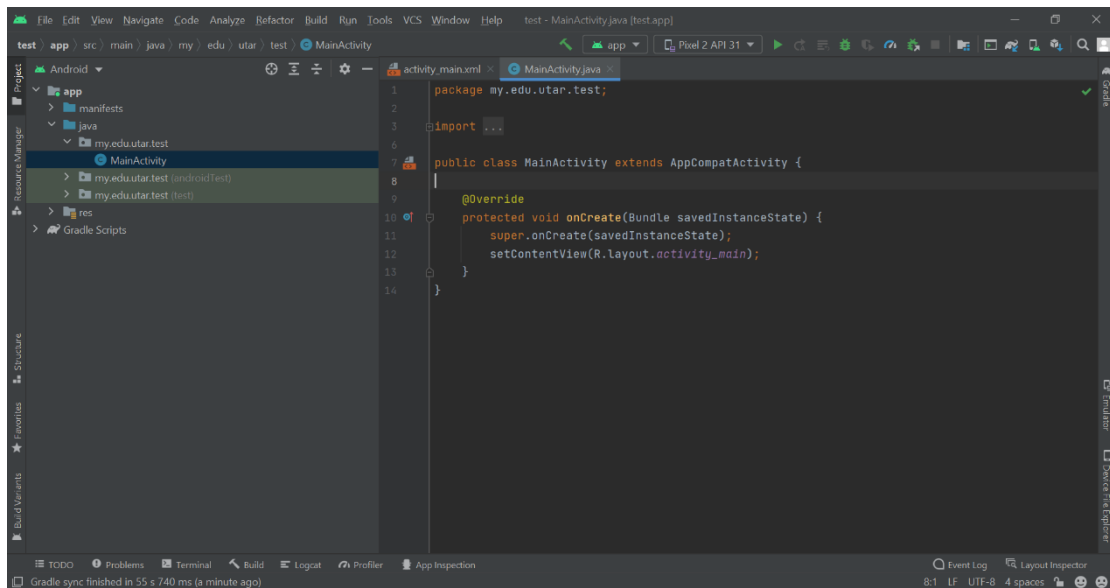 File Edit View Navigate Code Analyze Refactor Build Run Tools VCS Window Help test - MainActivity.java [test.app]
test app src main java my edu utar test MainActivity app Pixel 2 API 31
Project
Android
activity_main.xml MainActivity.java
Gradle
app
manifests
java
my.edu.utar.test
MainActivity
my.edu.utar.test (androidTest)
my.edu.utar.test (test)
res
Gradle Scripts
Resource Manager
Structure
Favorites
Build Variants
1 package my.edu.utar.test;
2
3 import ...
6
7 public class MainActivity extends AppCompatActivity {
8
9 @Override
10 protected void onCreate(Bundle savedInstanceState) {
11 super.onCreate(savedInstanceState);
12 setContentView(R.layout.activity_main);
13 }
14 }
Emulator
Device File Explorer
TODO Problems Terminal Build Logcat Profiler App Inspection Event Log Layout Inspector
Gradle sync finished in 55 s 740 ms (a minute ago) 8:1 LF UTF-8 4 spaces